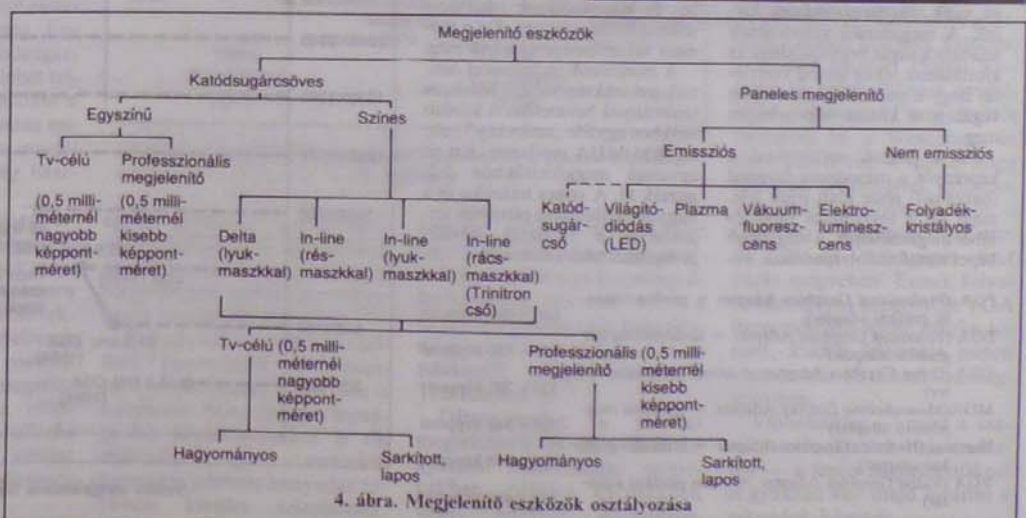 Megjelenítő eszközök
Katódsugárcsöves
Paneles megjelenítő
Egyszínű
Színes
Emissziós
Nem emissziós
Tv-célú
(0,5 milli-
méternél
nagyobb
képpont-
méret)
Professzionális
megjelenítő
(0,5 milli-
méternél
kisebb
képpont-
méret)
Delta
(lyuk-
maszkkal)
In-line
(rés-
maszkkal)
In-line
(lyuk-
maszkkal)
In-line
(rács-
maszkkal)
(Trinitron
cső)
Katód-
sugár-
cső
Világító-
diódás
(LED)
Plazma
Vákuum-
fluoresz-
cens
Elektro-
luminesz-
cens
Folyadék-
kristályos
Tv-célú (0,5 milli-
méternél
nagyobb
képpont-
méret)
Professzionális (0,5 milli-
megjelenítő méternél
kisebb
képpont-
méret)
Hagyományos
Sarkított,
lapos
Hagyományos
Sarkított,
lapos
4. ábra. Megjelenítő eszközök osztályozása